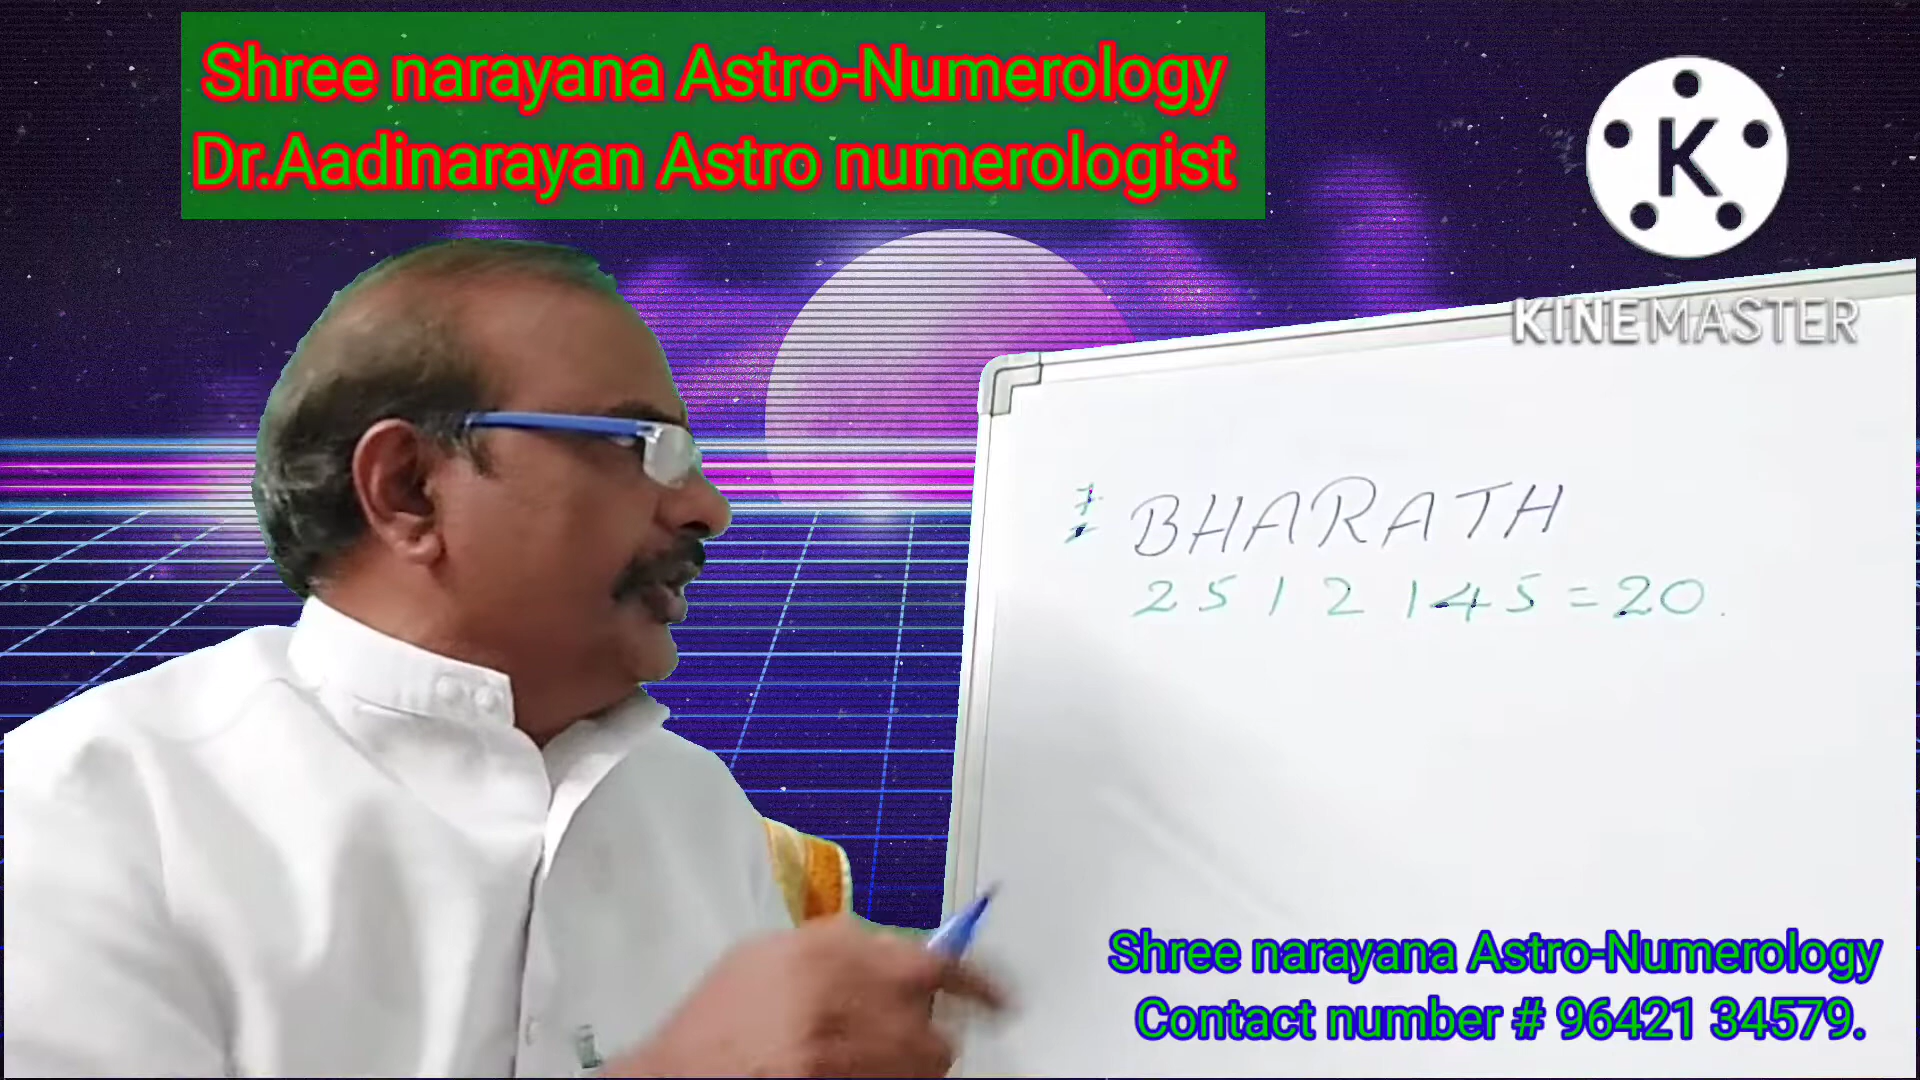 Shree narayana Astro-Numerology
Dr.Aadinarayan Astro numerologist
K
KINEMASTER
BHARATH
2 5 1 2 1 4 5 = 20.
Shree narayana Astro-Numerology
Contact number # 96421 34579.